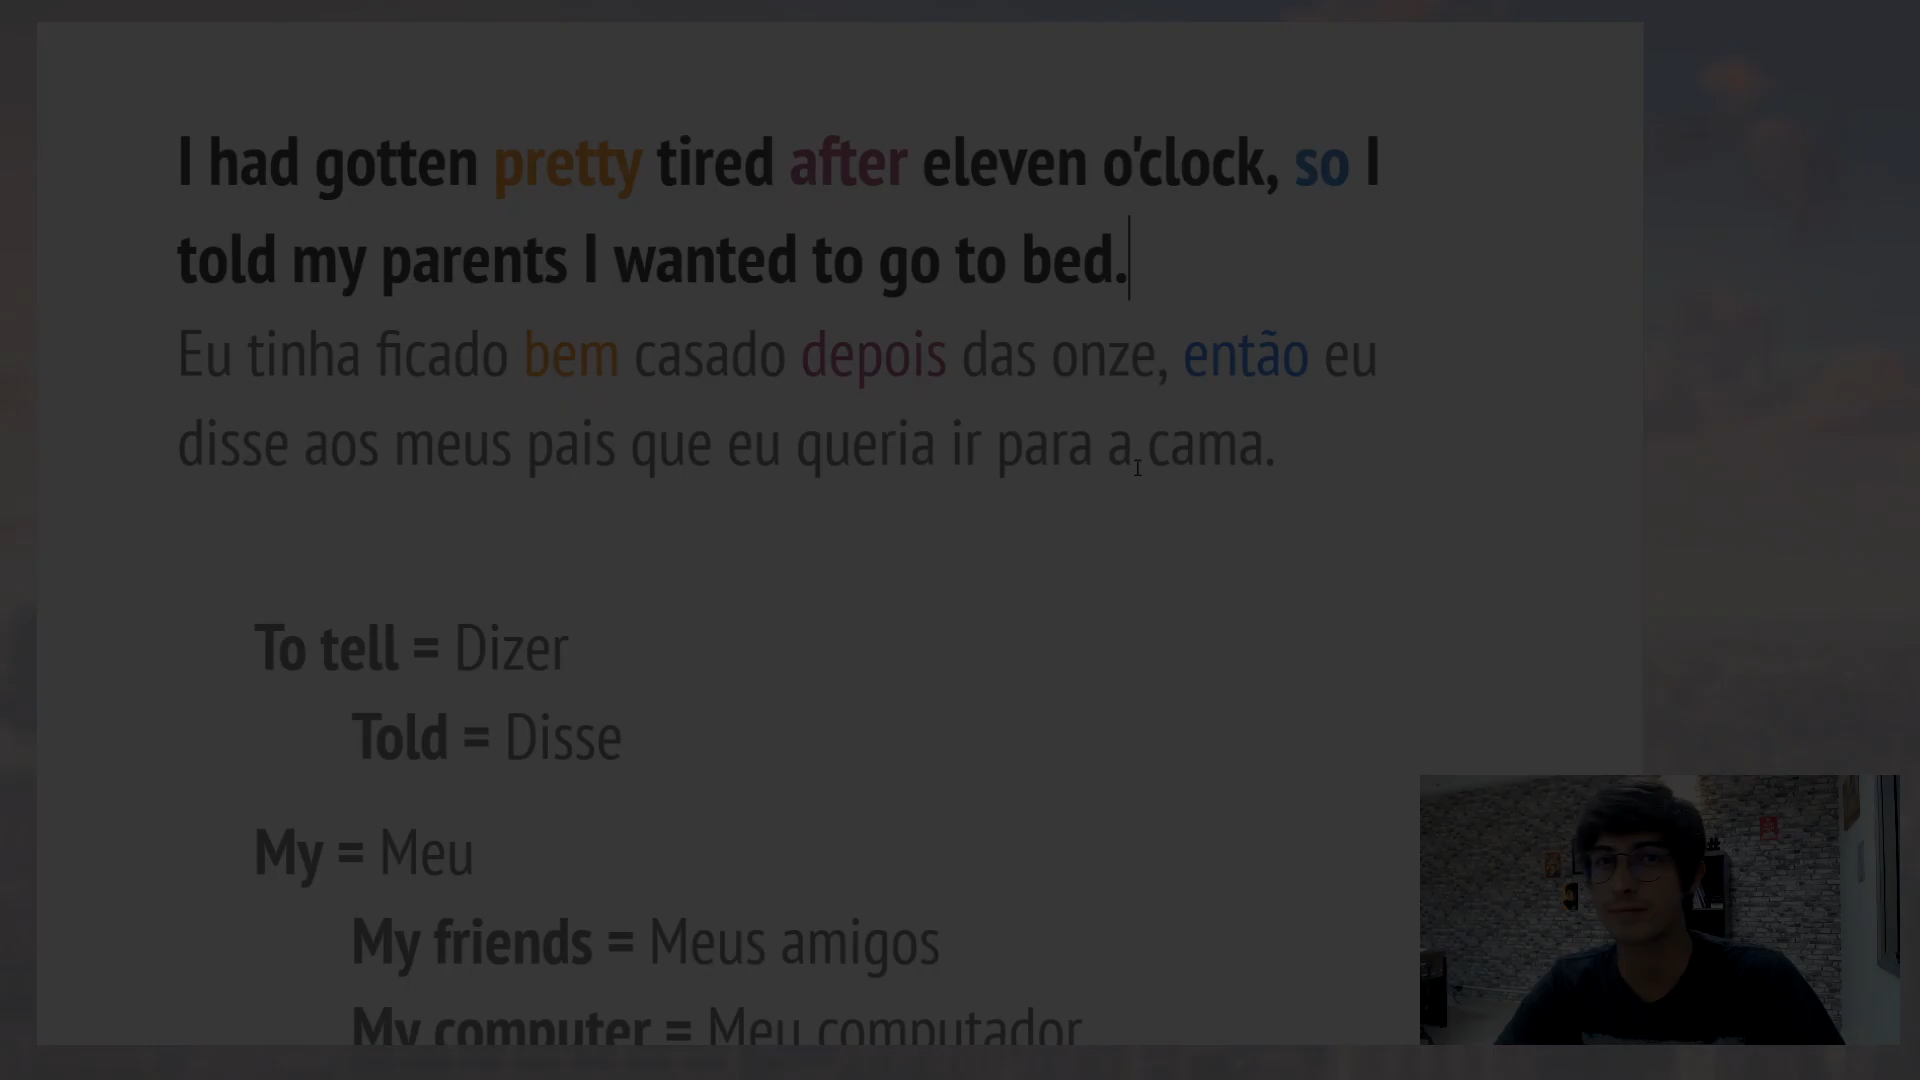 I had gotten pretty tired after eleven o'clock, so I
told my parents I wanted to go to bed.
Eu tinha ficado bem casado depois das onze, então eu
disse aos meus pais que eu queria ir para a cama.
To tell = Dizer
Told = Disse
My = Meu
My friends = Meus amigos
My computer = Meu computador